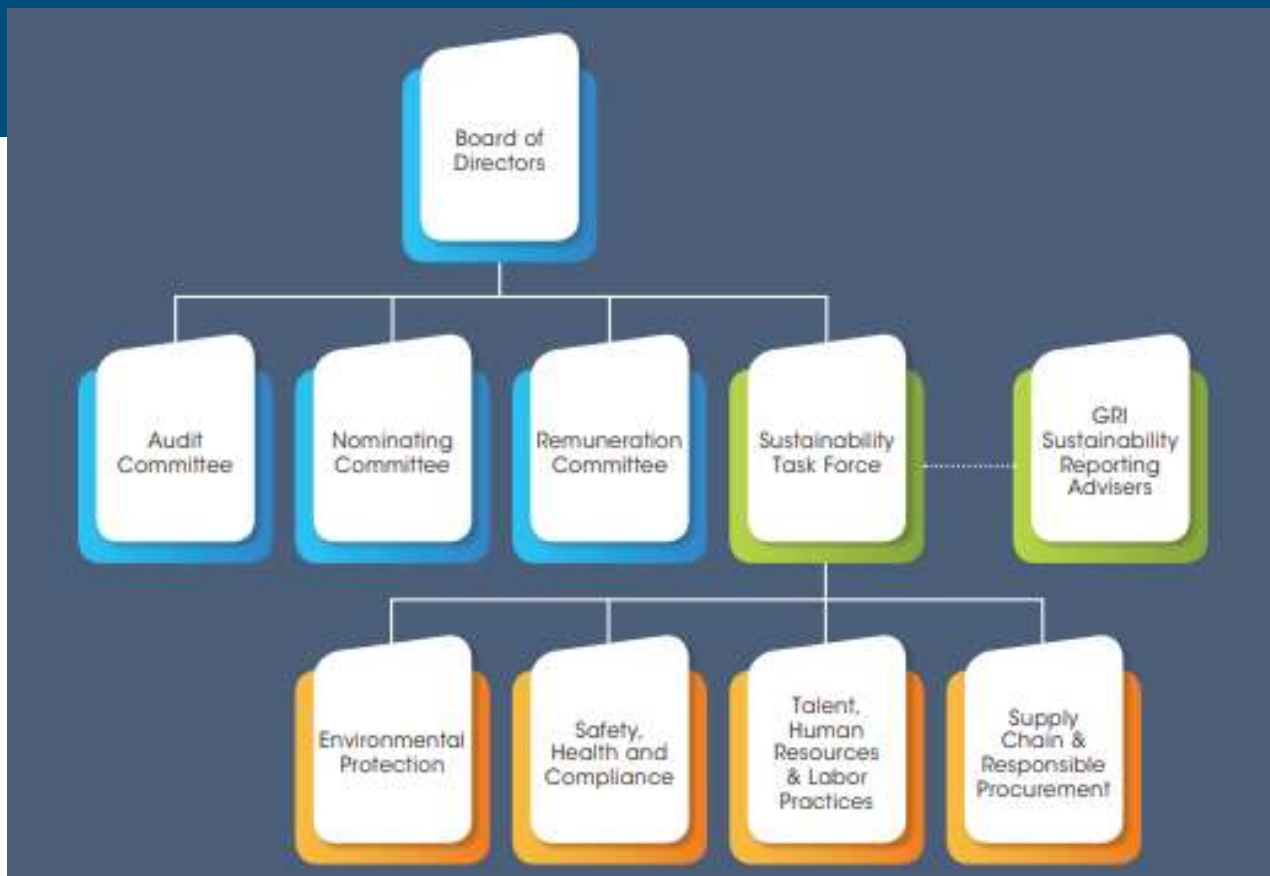 Board of
Directors
Audit
Committee
Nominating
Committee
Remuneration
Committee
Sustainability
Task Force
GRI
Sustainability
Reporting
Advisers
Environmental
Protection
Safety,
Health and
Compliance
Talent,
Human
Resources
& Labor
Practices
Supply
Chain &
Responsible
Procurement